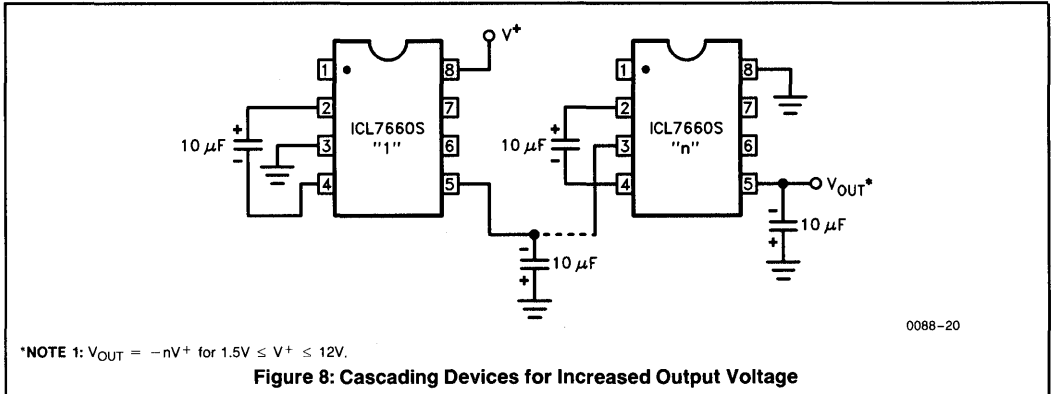 V+
1
2
3
4
8
7
6
5
ICL7660S
"1"
+
10 μF
-
-
10 μF
+
1
2
3
4
8
7
6
5
ICL7660S
"n"
+
10 μF
-
VOUT*
-
10 μF
+
0088-20
*NOTE 1: VOUT = -nV+ for 1.5V ≤ V+ ≤ 12V.
Figure 8: Cascading Devices for Increased Output Voltage